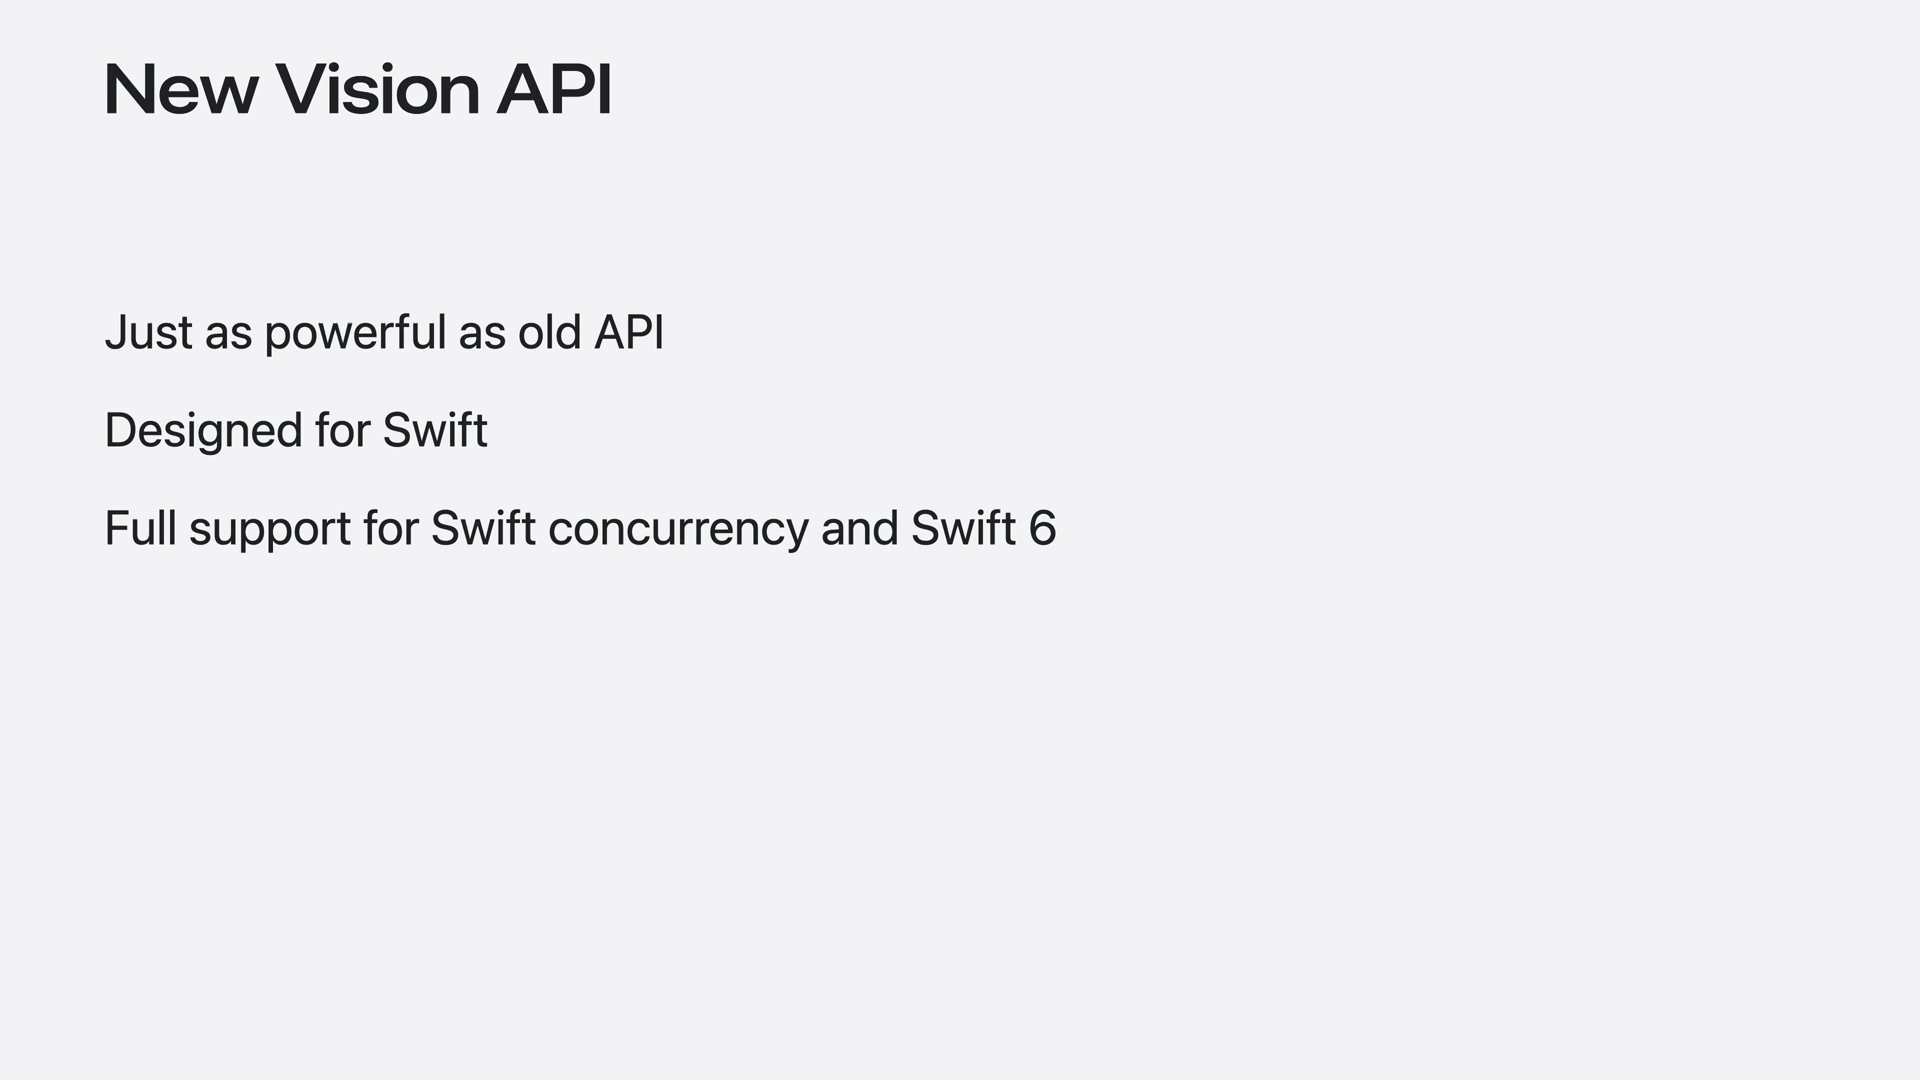 New Vision API
Just as powerful as old API
Designed for Swift
Full support for Swift concurrency and Swift 6